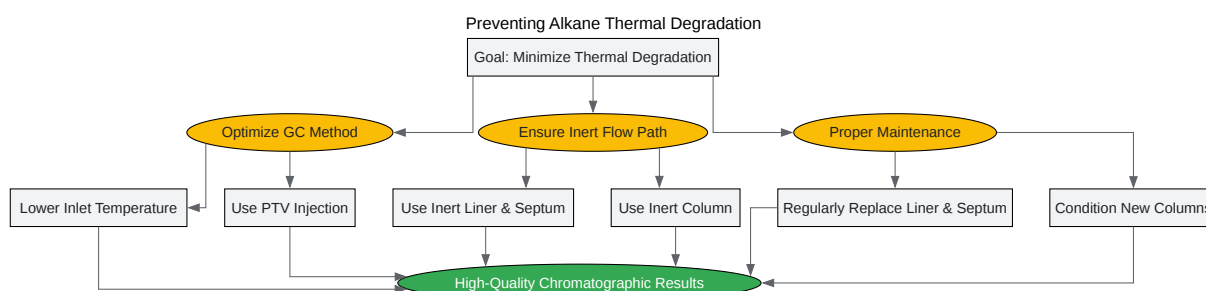 Preventing Alkane Thermal Degradation
Goal: Minimize Thermal Degradation
Optimize GC Method
Ensure Inert Flow Path
Proper Maintenance
Lower Inlet Temperature
Use PTV Injection
Use Inert Liner & Septum
Use Inert Column
Regularly Replace Liner & Septum
Condition New Columns
High-Quality Chromatographic Results